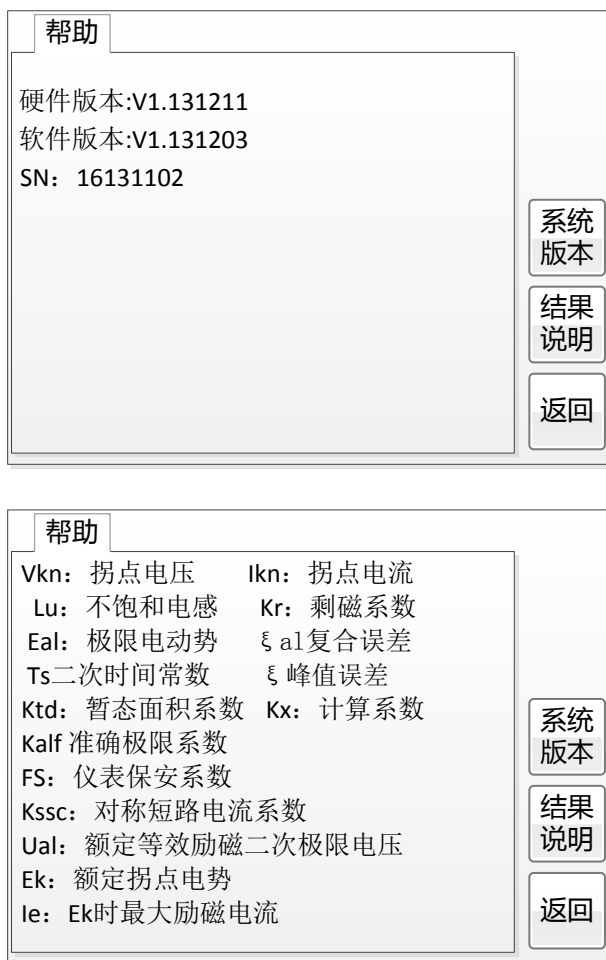 帮助
硬件版本:V1.131211
软件版本:V1.131203
SN：16131102
系统
版本
结果
说明
返回
帮助
Vkn：拐点电压 Ikn：拐点电流
Lu：不饱和电感 Kr：剩磁系数
Eal：极限电动势 ξal复合误差
Ts二次时间常数 ξ峰值误差
Ktd：暂态面积系数 Kx：计算系数
Kalf 准确极限系数
FS：仪表保安系数
Kssc：对称短路电流系数
Ual：额定等效励磁二次极限电压
Ek：额定拐点电势
Ie：Ek时最大励磁电流
系统
版本
结果
说明
返回